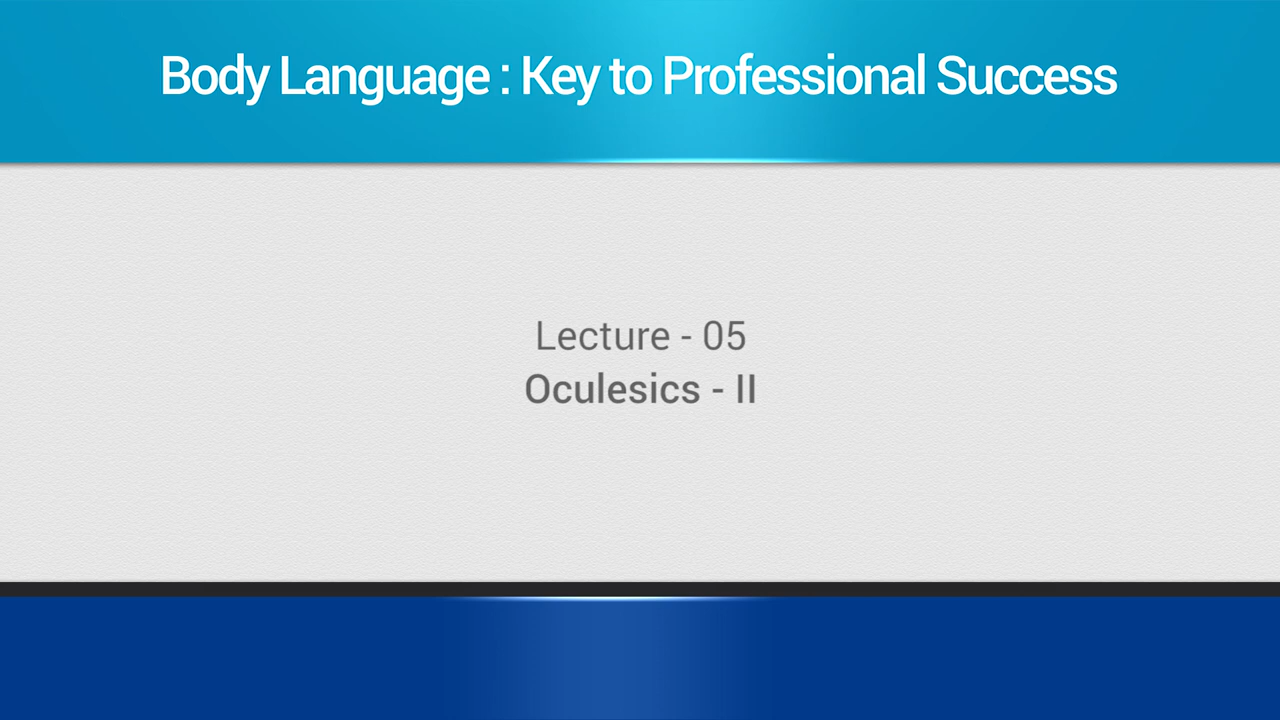 Body Language : Key to Professional Success
Lecture - 05
Oculesics - II